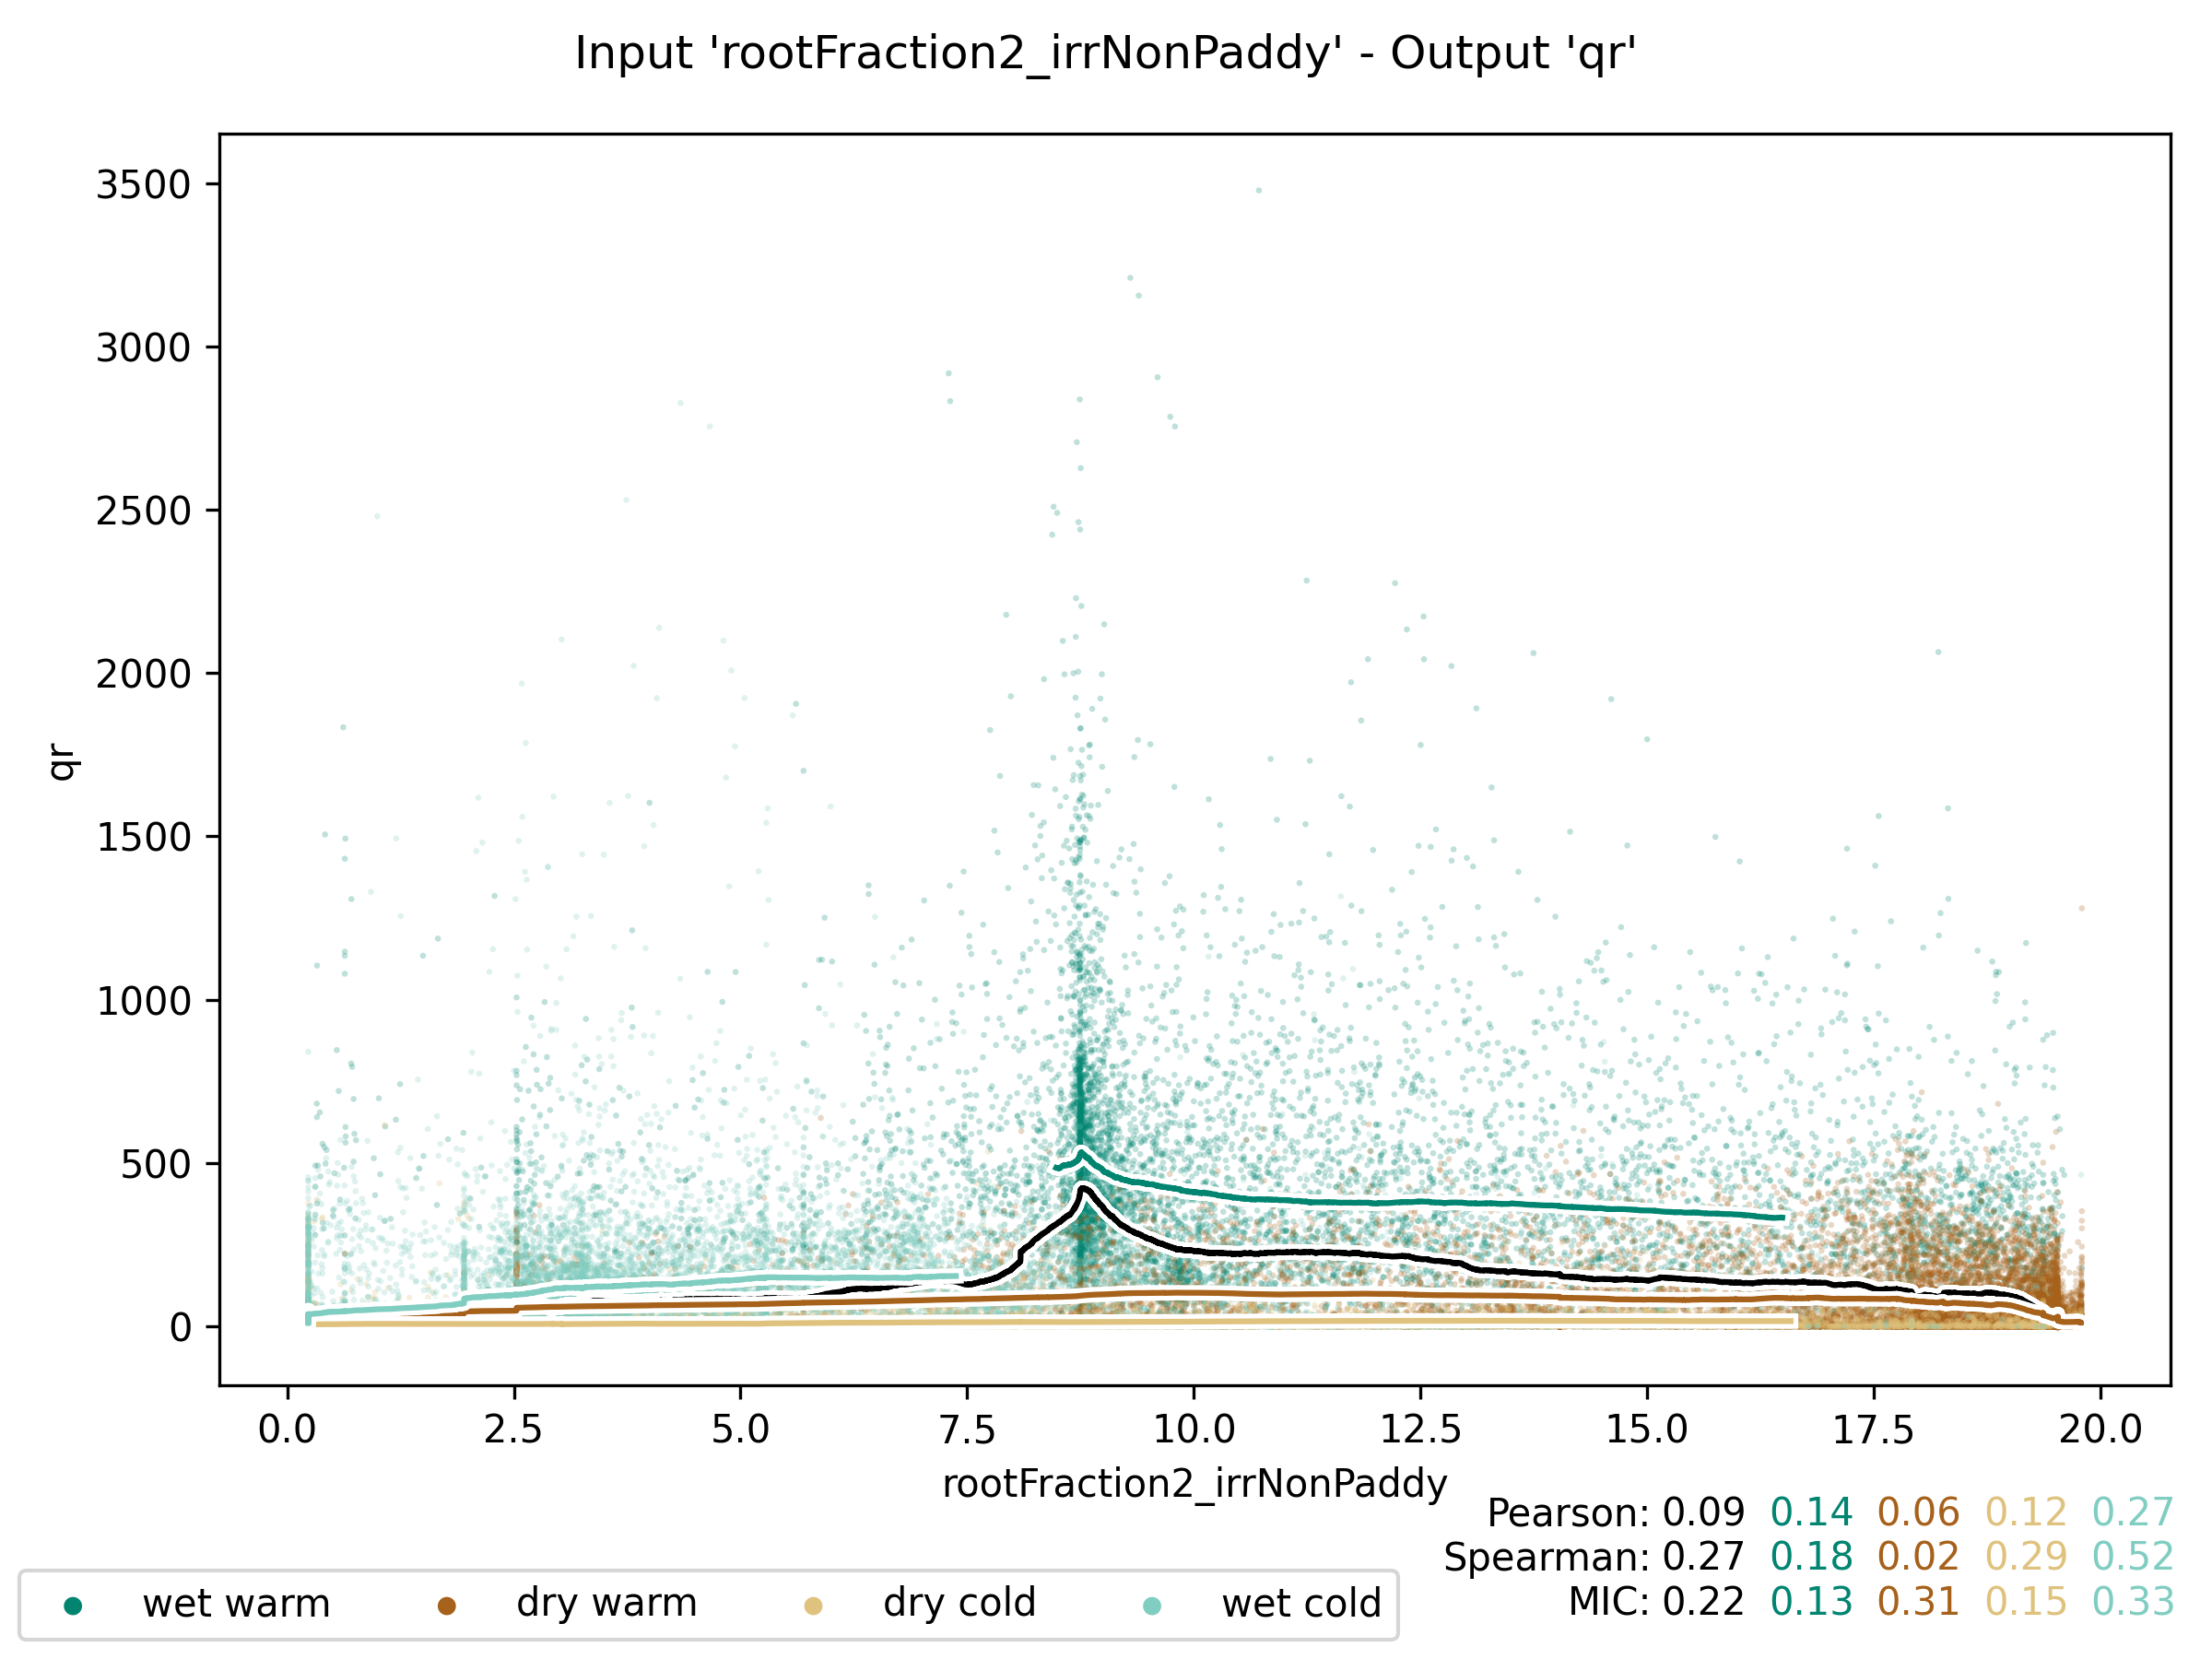 Input 'rootFraction2_irrNonPaddy' - Output 'qr'
3500
3000
2500
2000
1500
1000
500
0
qr
0.0 2.5 5.0 7.5 10.0 12.5 15.0 17.5 20.0
rootFraction2_irrNonPaddy
Pearson: 0.09 0.14 0.06 0.12 0.27
Spearman: 0.27 0.18 0.02 0.29 0.52
MIC: 0.22 0.13 0.31 0.15 0.33
wet warm dry warm dry cold wet cold